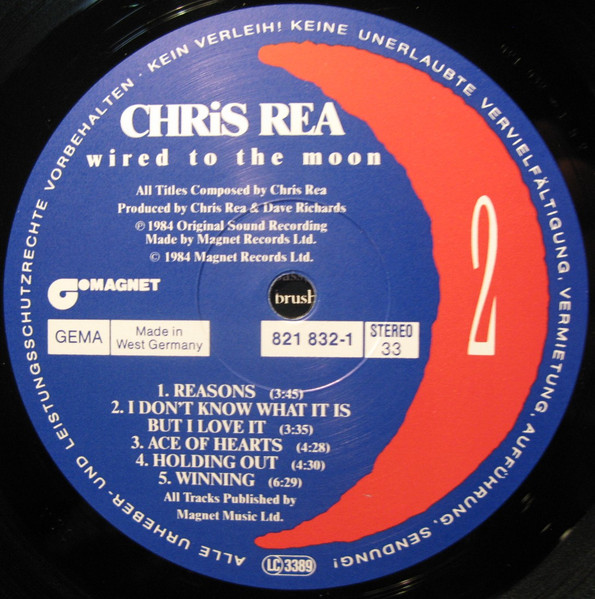 ALLE URHEBER- UND LEISTUNGSSCHUTZRECHTE VORBEHALTEN · KEIN VERLEIH! KEINE UNERLAUBTE VERVIELFÄLTIGUNG, VERMIETUNG, AUFFÜHRUNG, SENDUNG!
CHRiS REA
wired to the moon
All Titles Composed by Chris Rea
Produced by Chris Rea & Dave Richards
℗ 1984 Original Sound Recording
Made by Magnet Records Ltd.
© 1984 Magnet Records Ltd.
MAGNET
brush
2
GEMA
Made in
West Germany
821 832-1
STEREO
33
1. REASONS (3:45)
2. I DON'T KNOW WHAT IT IS
BUT I LOVE IT (3:35)
3. ACE OF HEARTS (4:28)
4. HOLDING OUT (4:30)
5. WINNING (6:29)
All Tracks Published by
Magnet Music Ltd.
LC 3389